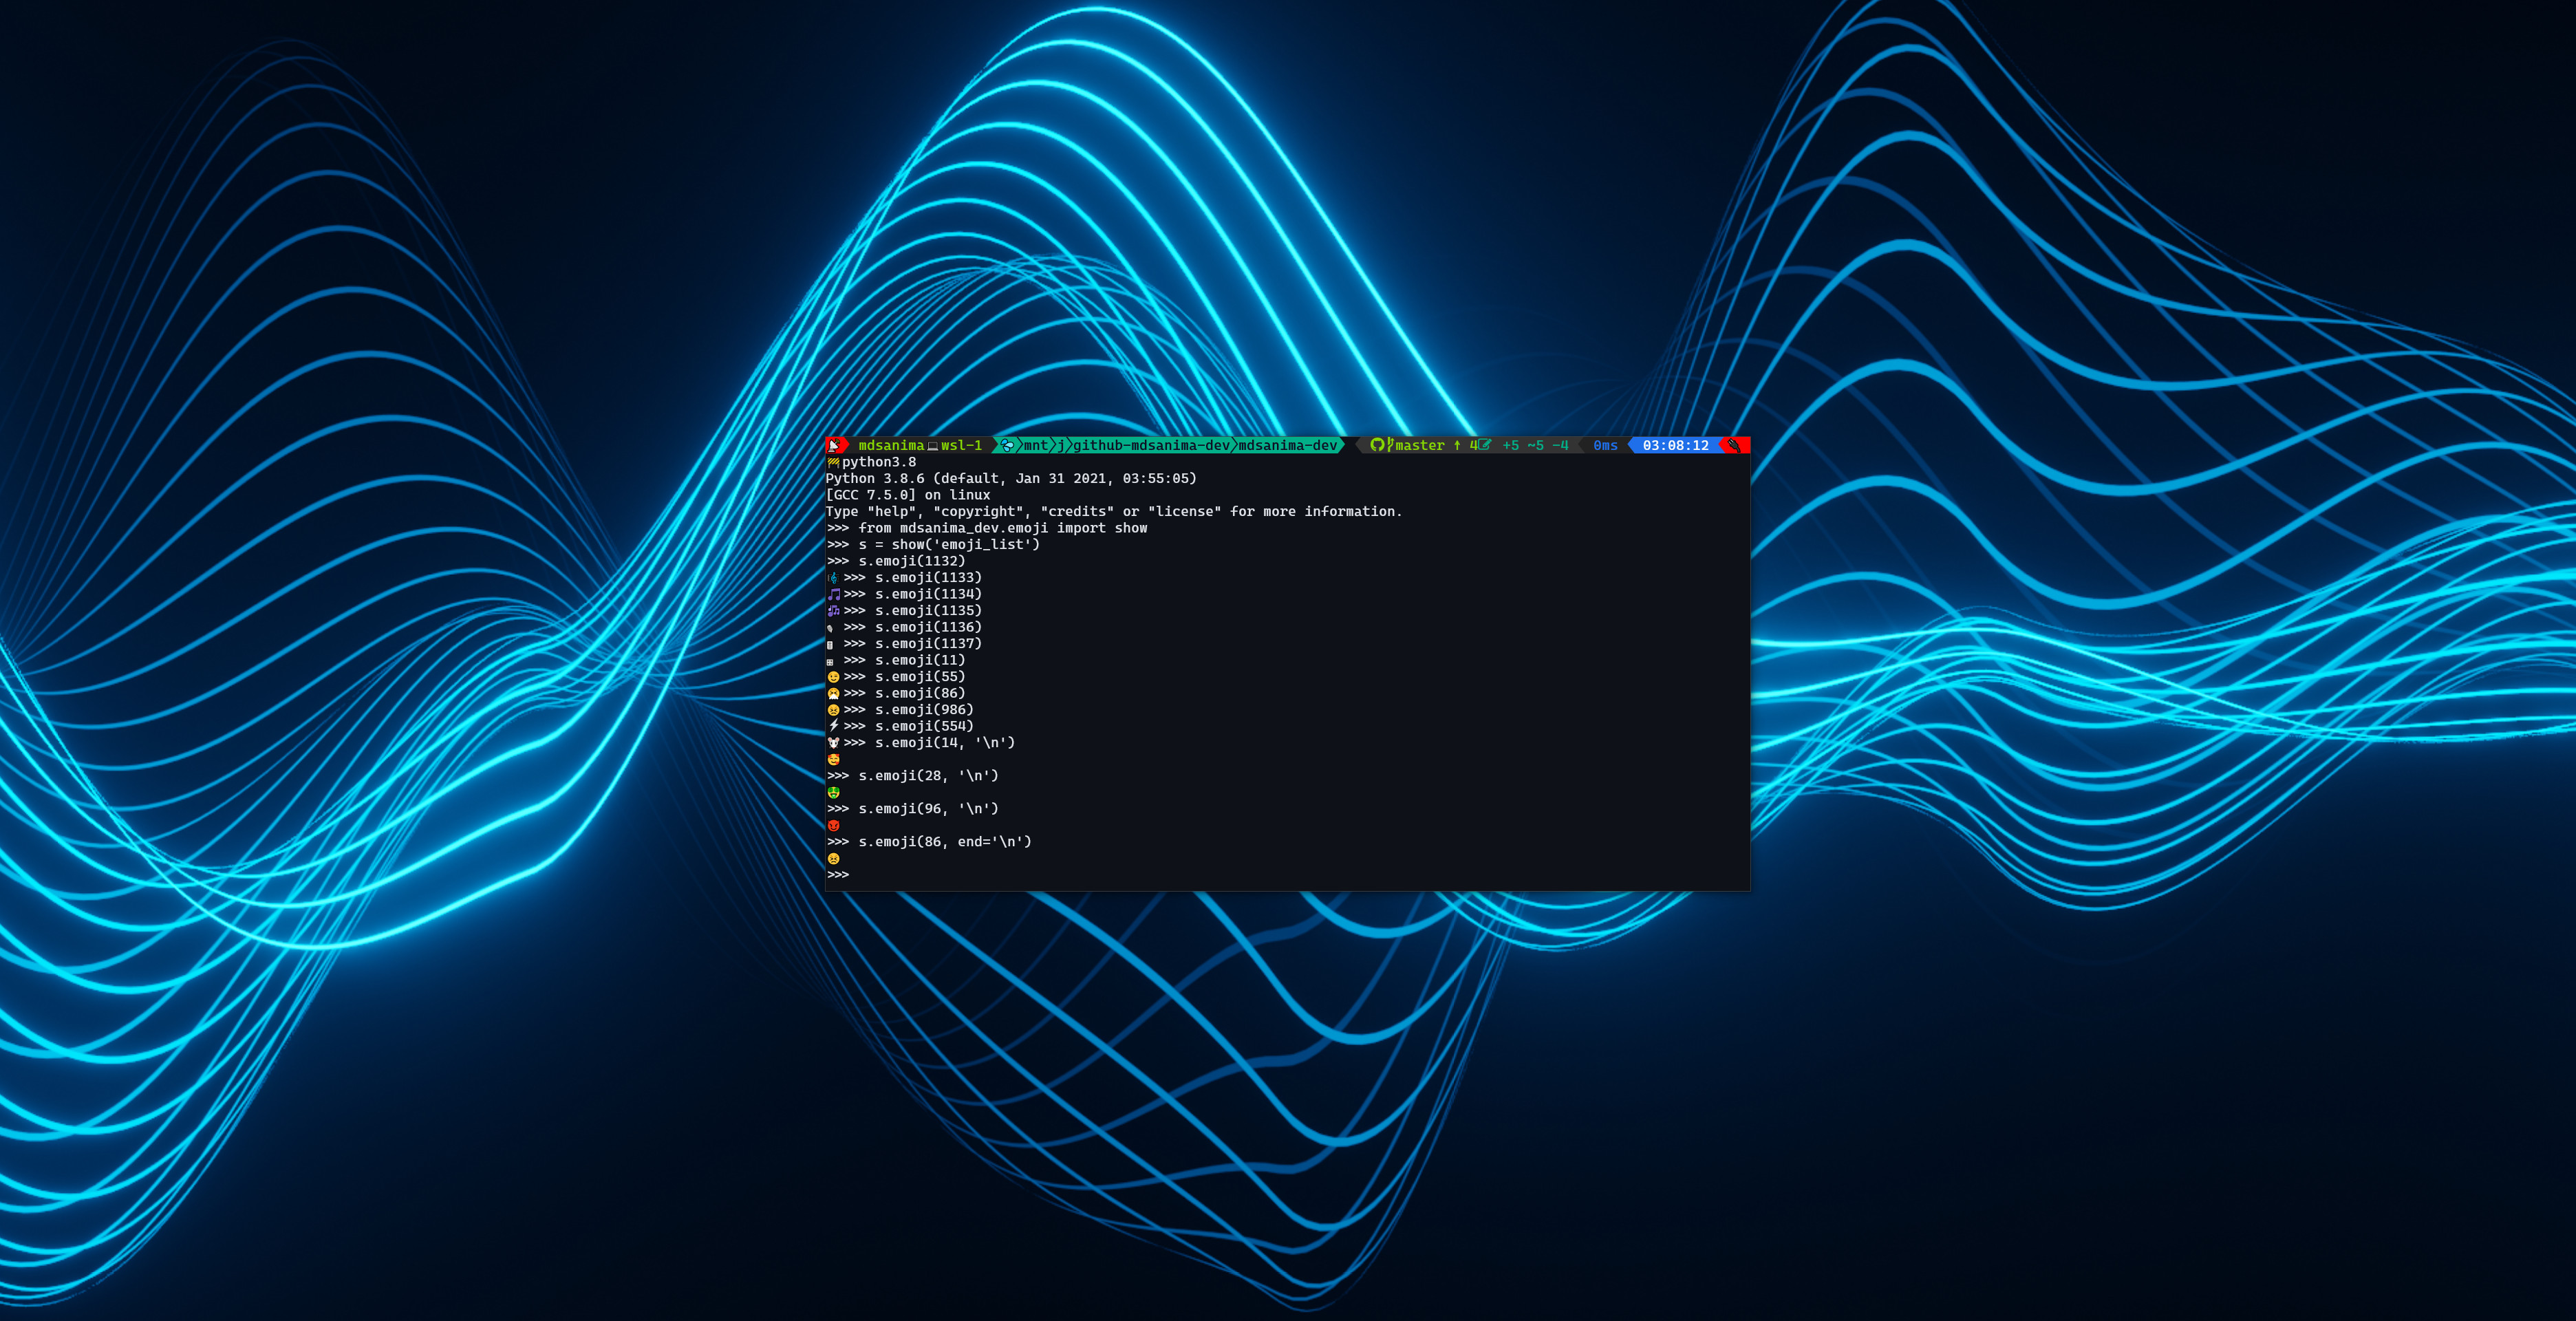 mdsanima💻wsl-1 mnt j github-mdsanima-dev mdsanima-dev master ↑ 4 +5 ~5 -4 0ms 03:08:12
🚧python3.8
Python 3.8.6 (default, Jan 31 2021, 03:55:05)
[GCC 7.5.0] on linux
Type "help", "copyright", "credits" or "license" for more information.
>>> from mdsanima_dev.emoji import show
>>> s = show('emoji_list')
>>> s.emoji(1132)
🎼>>> s.emoji(1133)
🎵>>> s.emoji(1134)
🎶>>> s.emoji(1135)
🎙>>> s.emoji(1136)
🎚>>> s.emoji(1137)
🎛>>> s.emoji(11)
😉>>> s.emoji(55)
😷>>> s.emoji(86)
😣>>> s.emoji(986)
⚡>>> s.emoji(554)
🐭>>> s.emoji(14, '\n')
🥰
>>> s.emoji(28, '\n')
🤑
>>> s.emoji(96, '\n')
😈
>>> s.emoji(86, end='\n')
😣
>>>